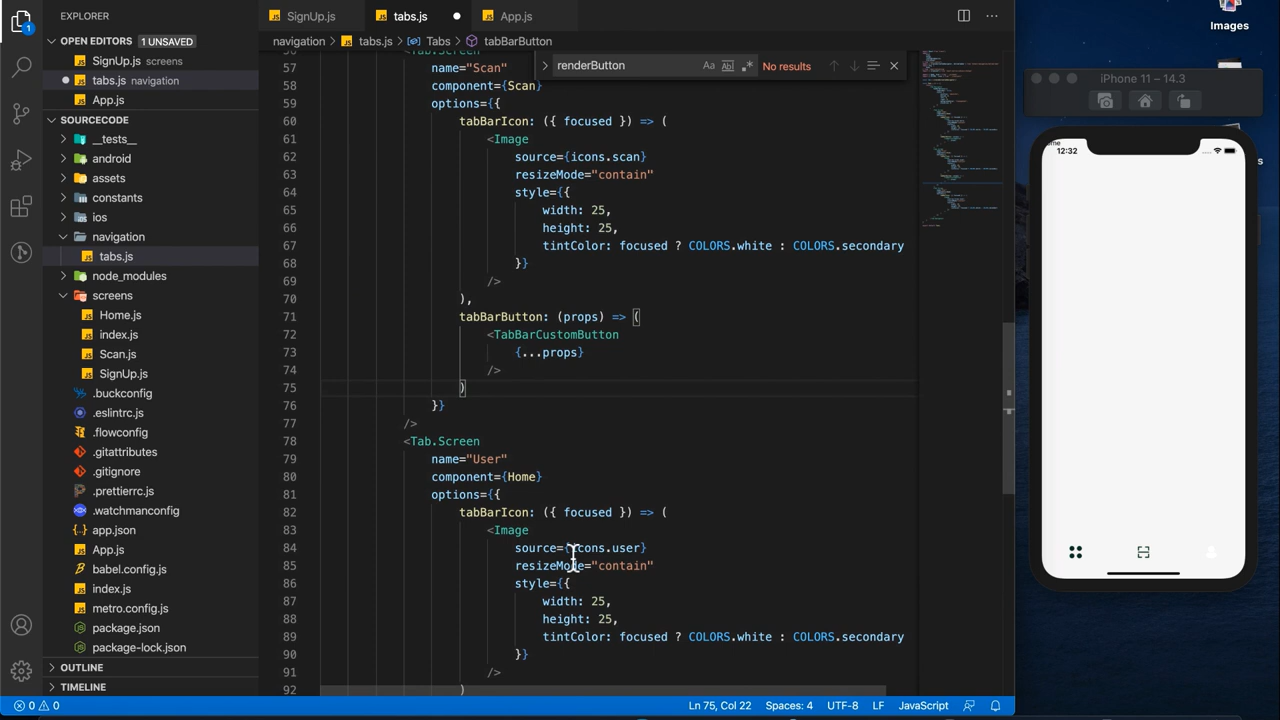 EXPLORER
SignUp.js
tabs.js
App.js
Images
OPEN EDITORS
1 UNSAVED
navigation > tabs.js > Tabs > tabBarButton
SignUp.js screens
tabs.js navigation
App.js
renderButton
Aa
No results
SOURCECODE
__tests__
android
assets
constants
ios
navigation
tabs.js
node_modules
screens
Home.js
index.js
Scan.js
SignUp.js
.buckconfig
.eslintrc.js
.flowconfig
.gitattributes
.gitignore
.prettierrc.js
.watchmanconfig
app.json
App.js
babel.config.js
index.js
metro.config.js
package.json
package-lock.json
OUTLINE
TIMELINE
56 <Tab.Screen
57 name="Scan"
58 component={Scan}
59 options={{
60 tabBarIcon: ({ focused }) => (
61 <Image
62 source={icons.scan}
63 resizeMode="contain"
64 style={{
65 width: 25,
66 height: 25,
67 tintColor: focused ? COLORS.white : COLORS.secondary
68 }}
69 />
70 ),
71 tabBarButton: (props) => (
72 <TabBarCustomButton
73 {...props}
74 />
75 )
76 }}
77 />
78 <Tab.Screen
79 name="User"
80 component={Home}
81 options={{
82 tabBarIcon: ({ focused }) => (
83 <Image
84 source={icons.user}
85 resizeMode="contain"
86 style={{
87 width: 25,
88 height: 25,
89 tintColor: focused ? COLORS.white : COLORS.secondary
90 }}
91 />
92 )
iPhone 11 – 14.3
12:32
1
0 0
Ln 75, Col 22
Spaces: 4
UTF-8
LF
JavaScript